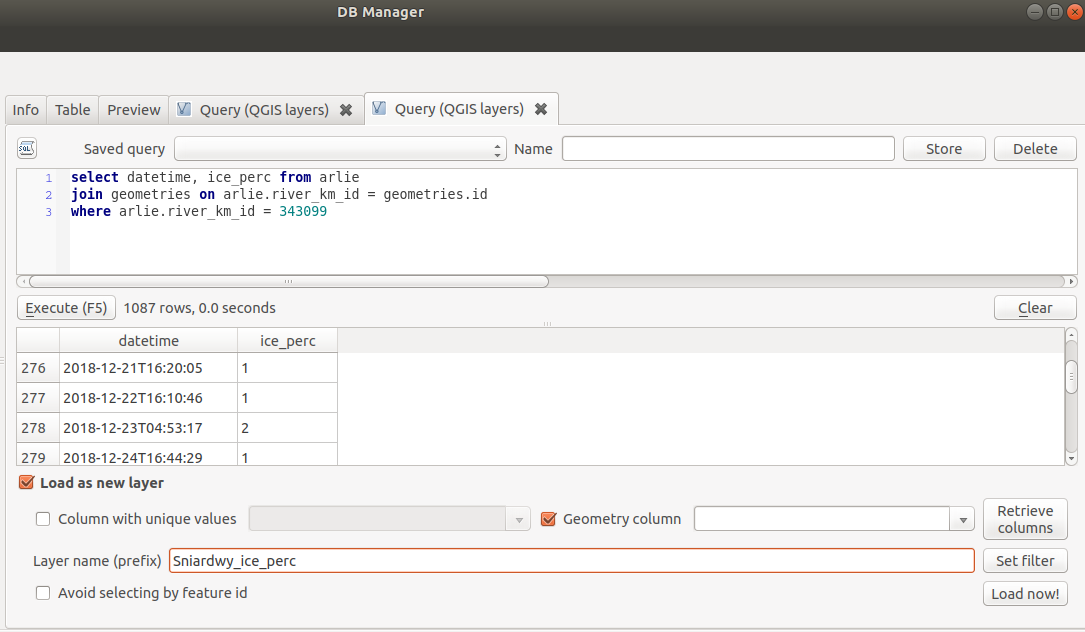 DB Manager
Info Table Preview Query (QGIS layers) Query (QGIS layers)
SQL Saved query Name Store Delete
1 select datetime, ice_perc from arlie
2 join geometries on arlie.river_km_id = geometries.id
3 where arlie.river_km_id = 343099
Execute (F5) 1087 rows, 0.0 seconds Clear
datetime ice_perc
276 2018-12-21T16:20:05 1
277 2018-12-22T16:10:46 1
278 2018-12-23T04:53:17 2
279 2018-12-24T16:44:29 1
Load as new layer
Column with unique values Geometry column Retrieve
columns
Layer name (prefix) Sniardwy_ice_perc Set filter
Avoid selecting by feature id Load now!